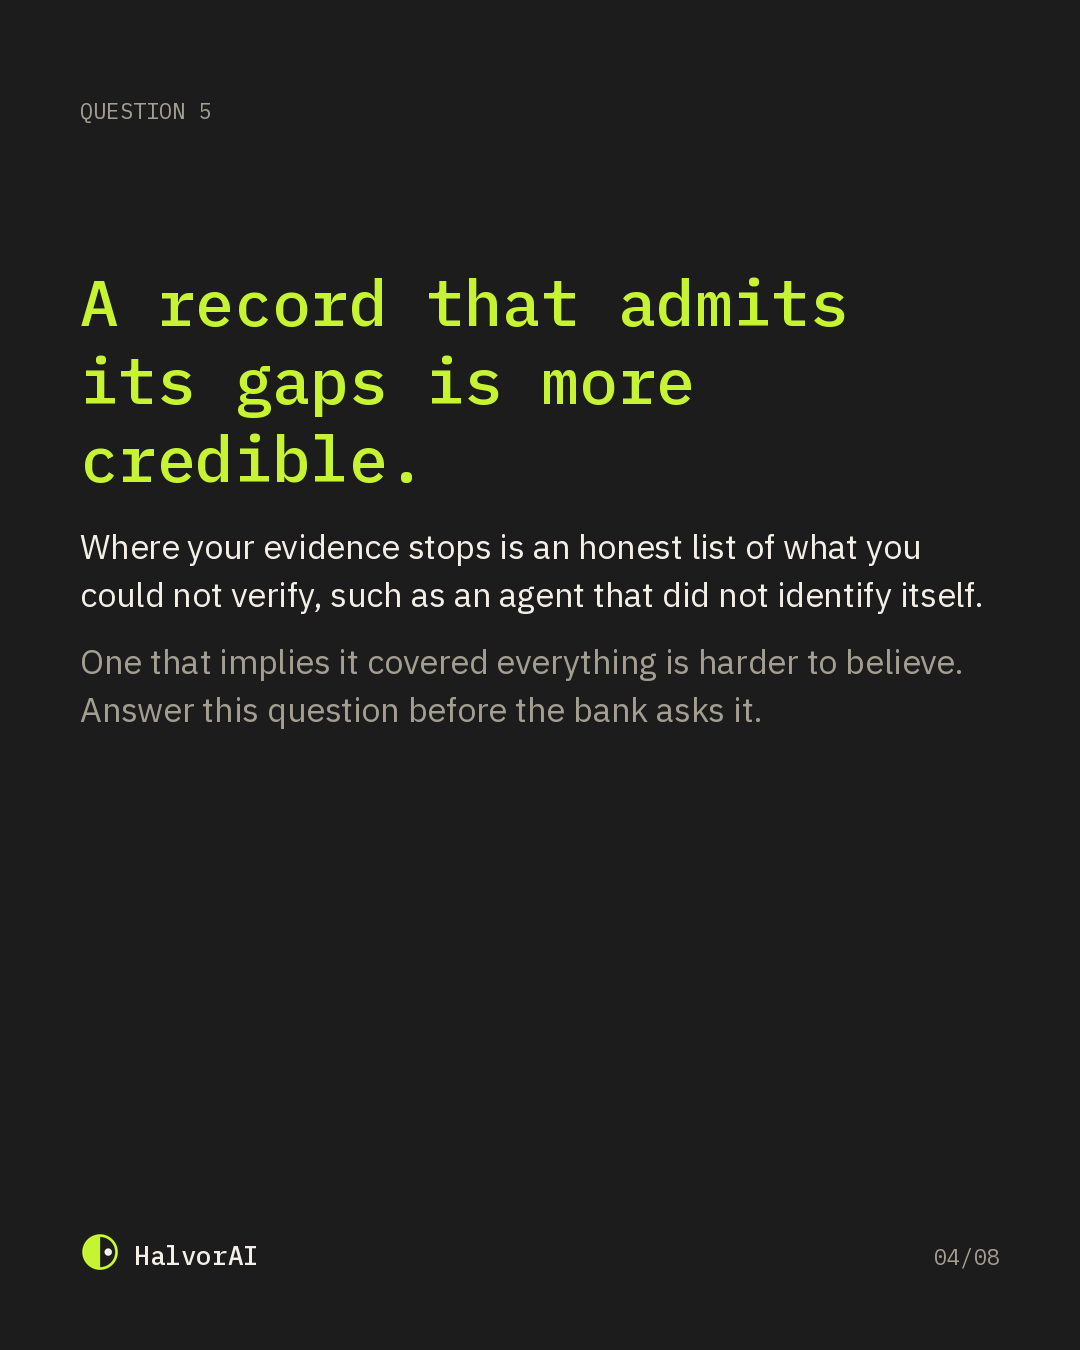 QUESTION 5
A record that admits
its gaps is more
credible.
Where your evidence stops is an honest list of what you
could not verify, such as an agent that did not identify itself.
One that implies it covered everything is harder to believe.
Answer this question before the bank asks it.
HalvorAI
04/08